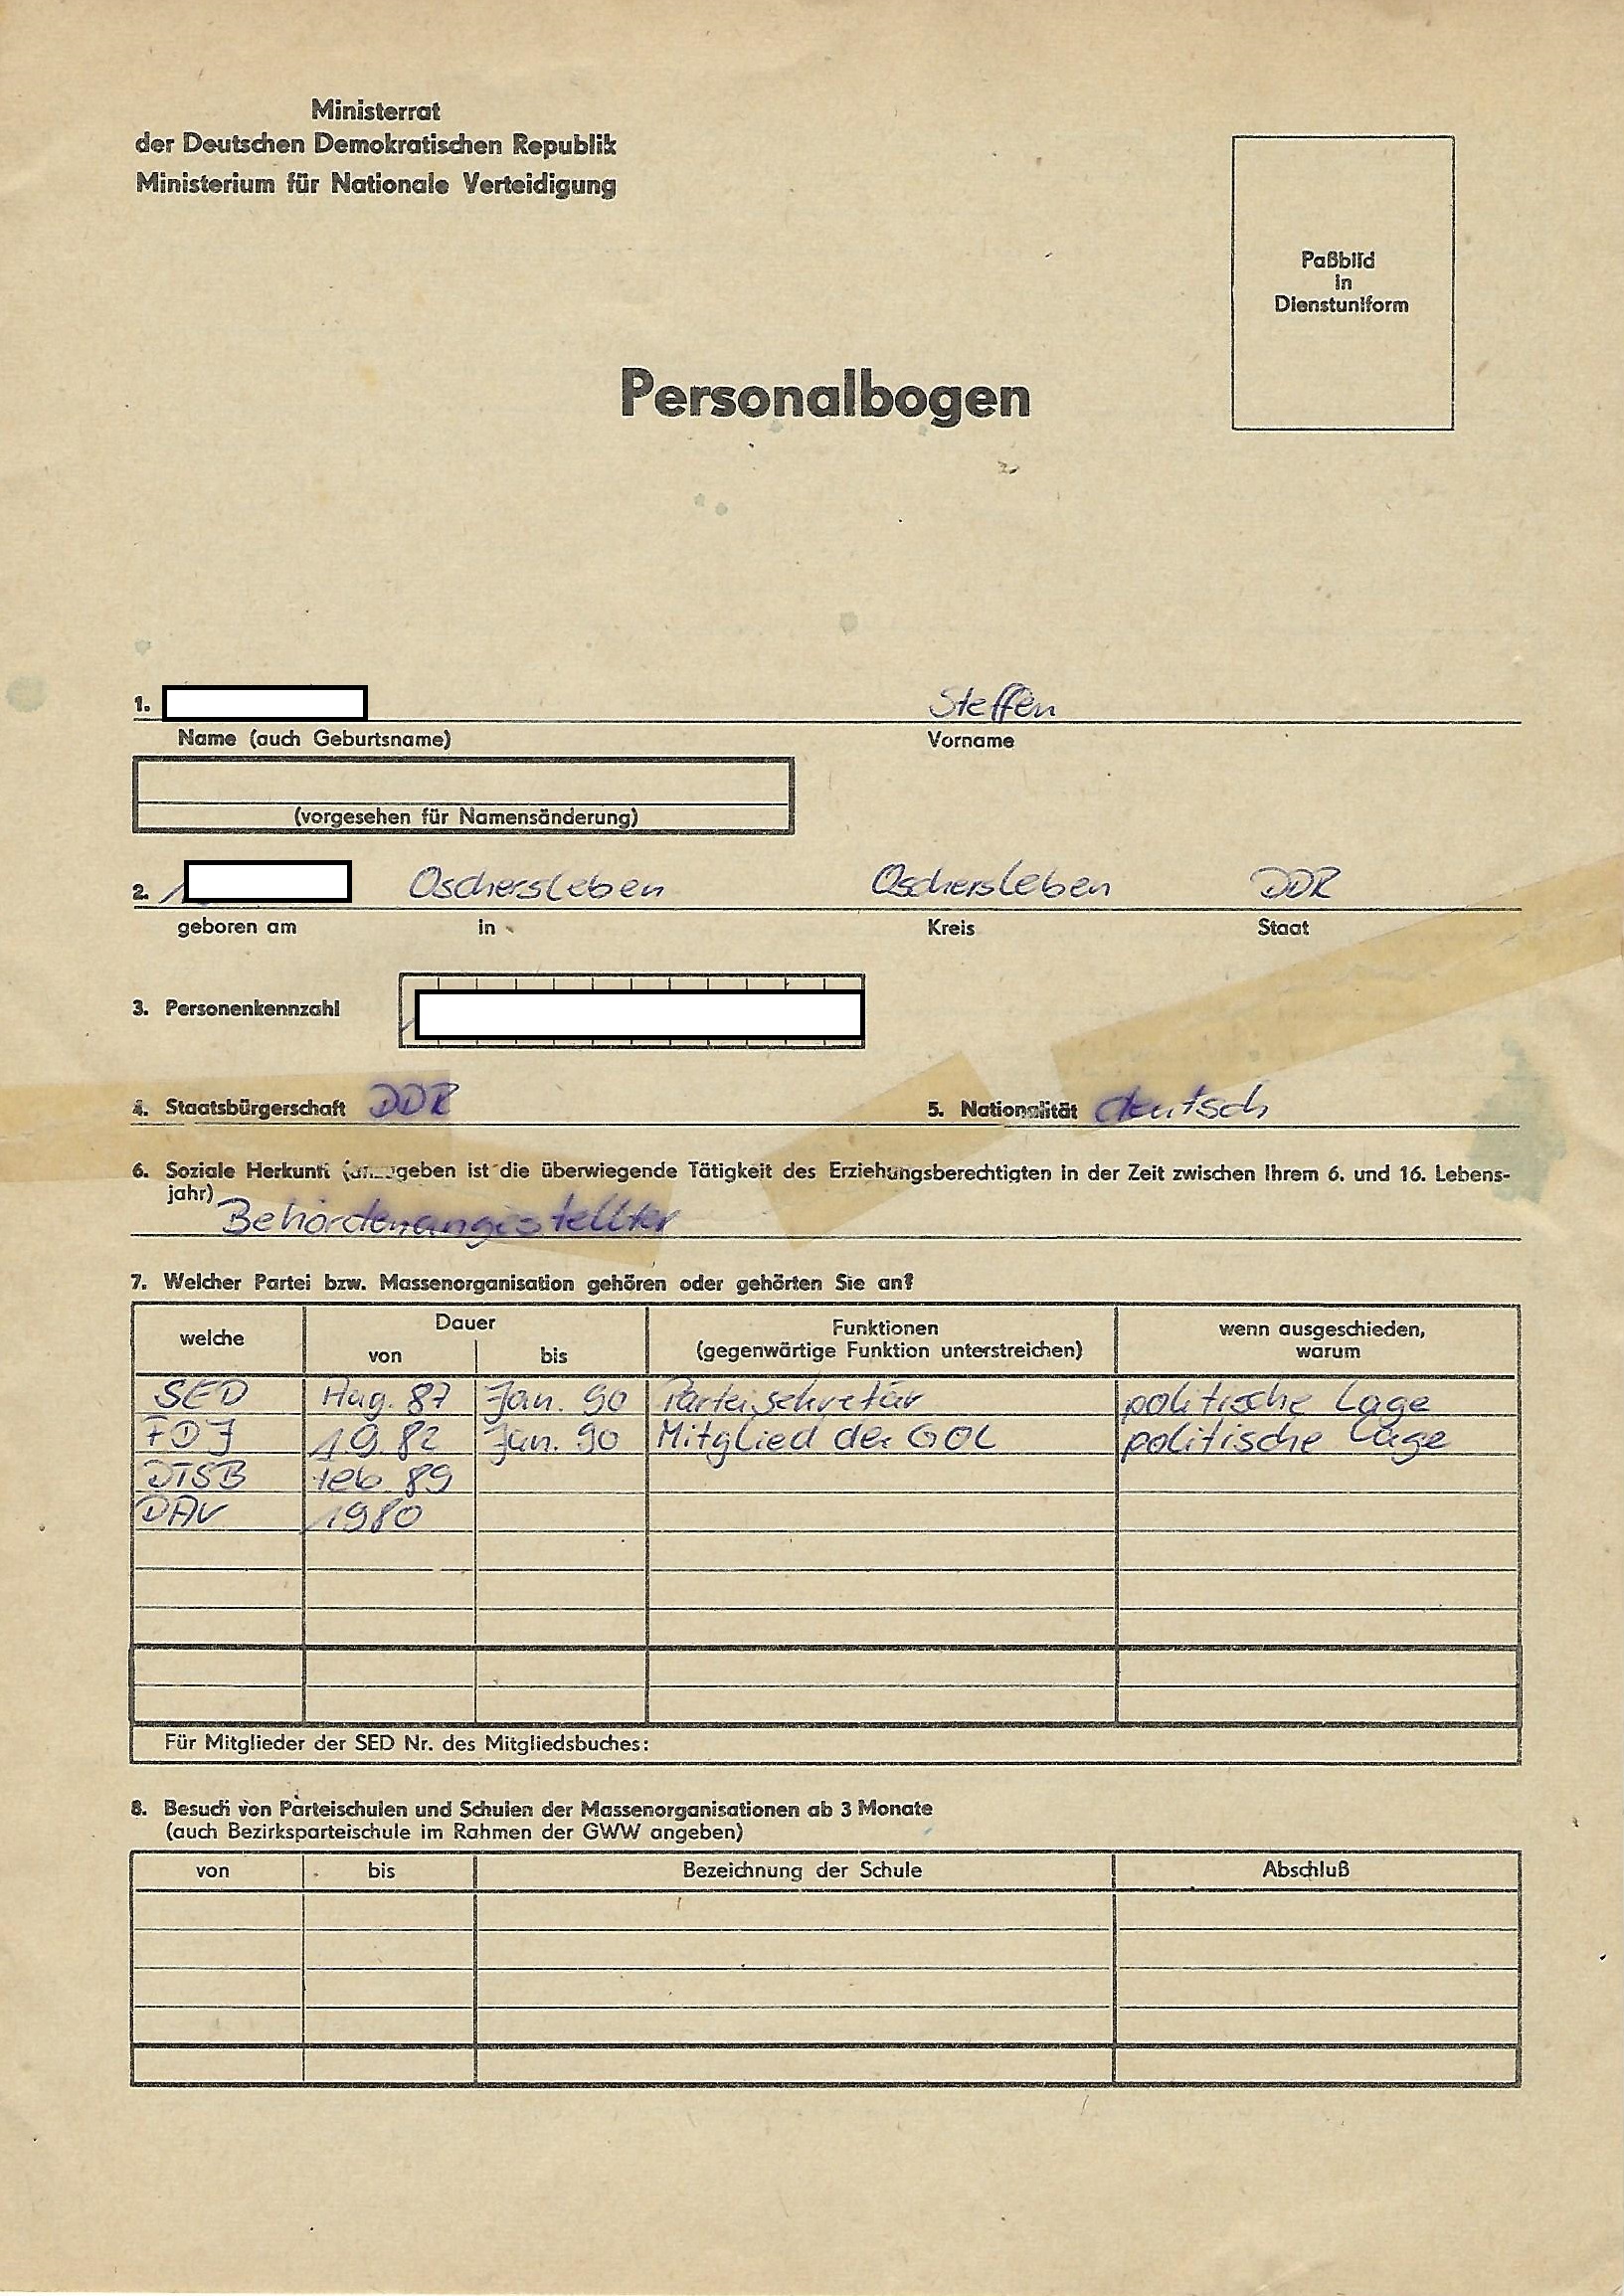 Ministerrat
der Deutschen Demokratischen Republik
Ministerium für Nationale Verteidigung
Paßbild
in
Dienstuniform
Personalbogen
1. Steffen
Name (auch Geburtsname) Vorname
(vorgesehen für Namensänderung)
2. Oschersleben Oschersleben DDR
geboren am in Kreis Staat
3. Personenkennzahl
4. Staatsbürgerschaft DDR 5. Nationalität deutsch
6. Soziale Herkunft (anzugeben ist die überwiegende Tätigkeit des Erziehungsberechtigten in der Zeit zwischen Ihrem 6. und 16. Lebens-
jahr)
Behördenangestellter
7. Welcher Partei bzw. Massenorganisation gehören oder gehörten Sie an?
welche Dauer Funktionen wenn ausgeschieden,
von bis (gegenwärtige Funktion unterstreichen) warum
SED Aug. 87 Jan. 90 Parteisekretär politische Lage
FDJ 19.82 Jan. 90 Mitglied der GOL politische Lage
DTSB Feb. 89
DAV 1980
Für Mitglieder der SED Nr. des Mitgliedsbuches:
8. Besuch von Parteischulen und Schulen der Massenorganisationen ab 3 Monate
(auch Bezirksparteischule im Rahmen der GWW angeben)
von bis Bezeichnung der Schule Abschluß